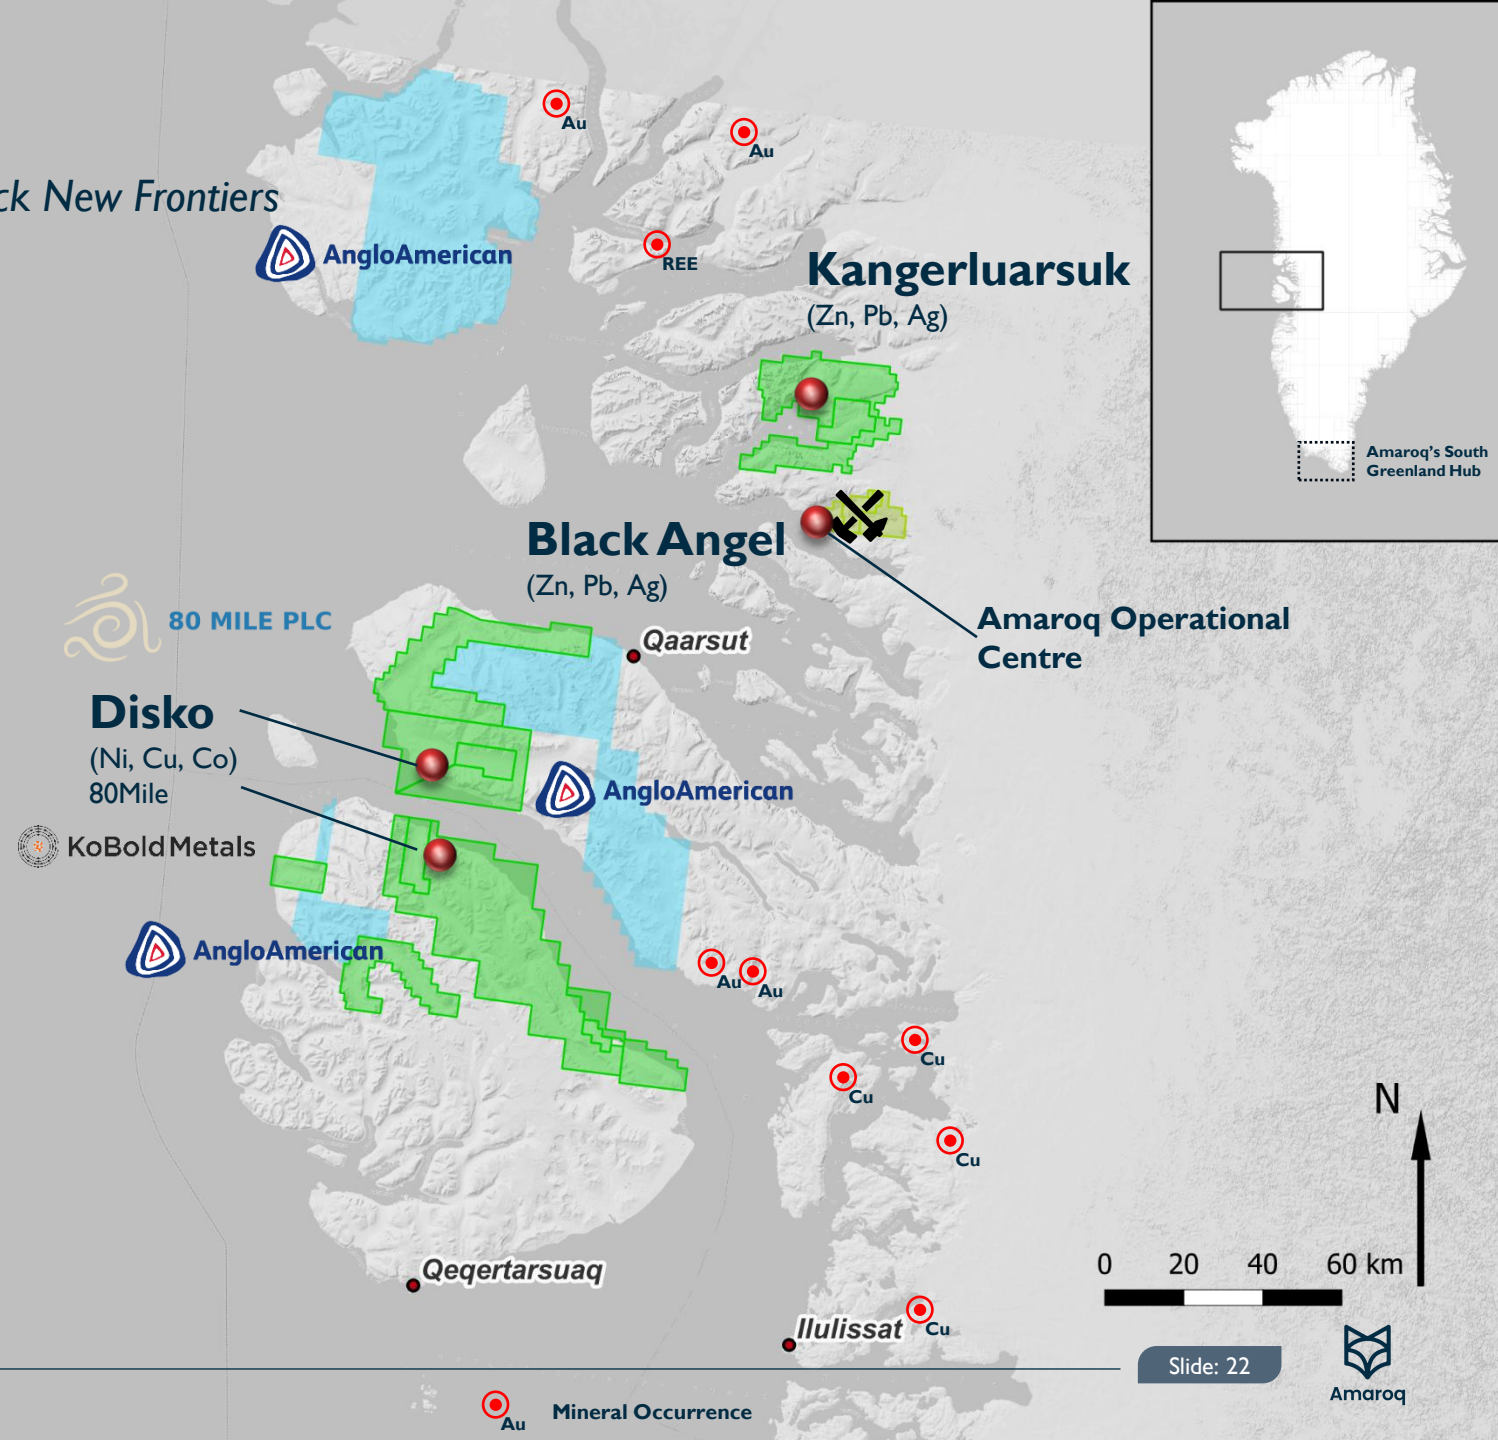 Au
Au
ck New Frontiers
AngloAmerican
REE
Kangerluarsuk
(Zn, Pb, Ag)
Amaroq's South
Greenland Hub
Black Angel
(Zn, Pb, Ag)
80 MILE PLC
Qaarsut
Amaroq Operational
Centre
Disko
(Ni, Cu, Co)
80Mile
AngloAmerican
KoBold Metals
AngloAmerican
Au
Au
Cu
Cu
Cu
N
0 20 40 60 km
Qeqertarsuaq
Ilulissat
Cu
Slide: 22
Amaroq
Au
Mineral Occurrence